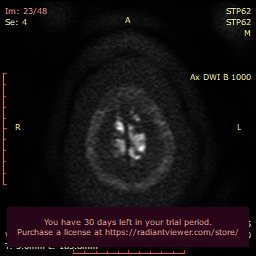 Im: 23/48
STP62
Se: 4
STP62
M
A
Ax DWI B 1000
R
L
You have 30 days left in your trial period.
Purchase a license at https://radiantviewer.com/store/